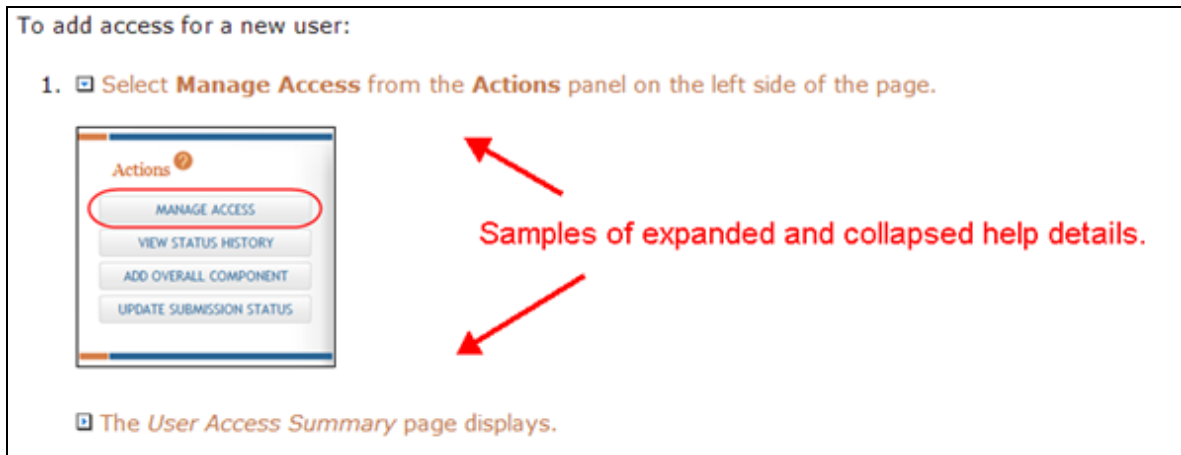 To add access for a new user:
1. Select Manage Access from the Actions panel on the left side of the page.
Actions ?
MANAGE ACCESS
VIEW STATUS HISTORY
ADD OVERALL COMPONENT
UPDATE SUBMISSION STATUS
Samples of expanded and collapsed help details.
The User Access Summary page displays.